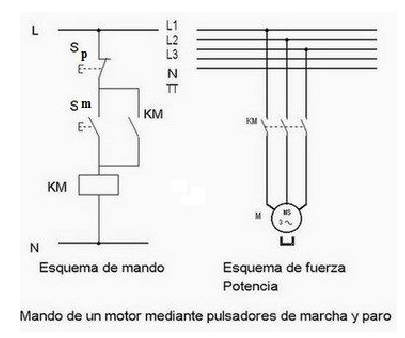 L
L1
L2
L3
IN
TT
Sp
E
Sm
E
KM
KM
N
KM
M
MS
3 ~
Esquema de mando
Esquema de fuerza
Potencia
Mando de un motor mediante pulsadores de marcha y paro